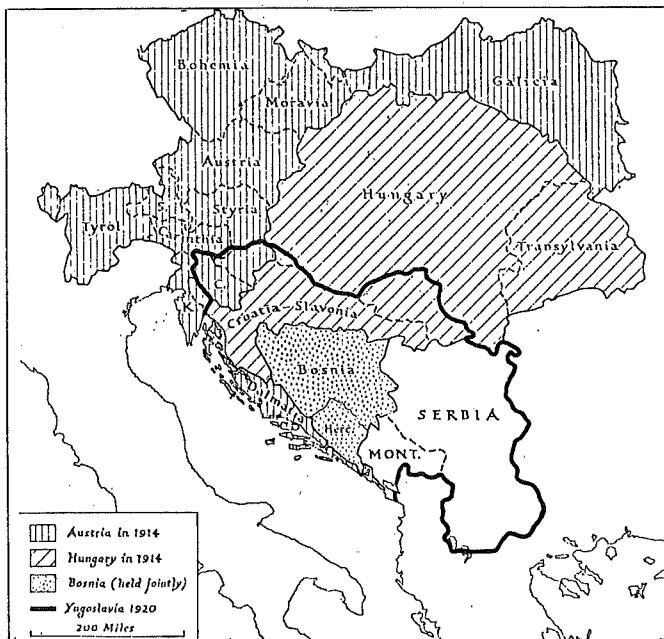 Bohemia
Moravia
Galicia
Austria
Hungary
Styria
Tyrol
Carinthia
Transylvania
C.
K.
Croatia-Slavonia
Bosnia
Dalmatia
SERBIA
Herc.
MONT.
Austria in 1914
Hungary in 1914
Bosnia (held jointly)
Yugoslavia 1920
200 Miles